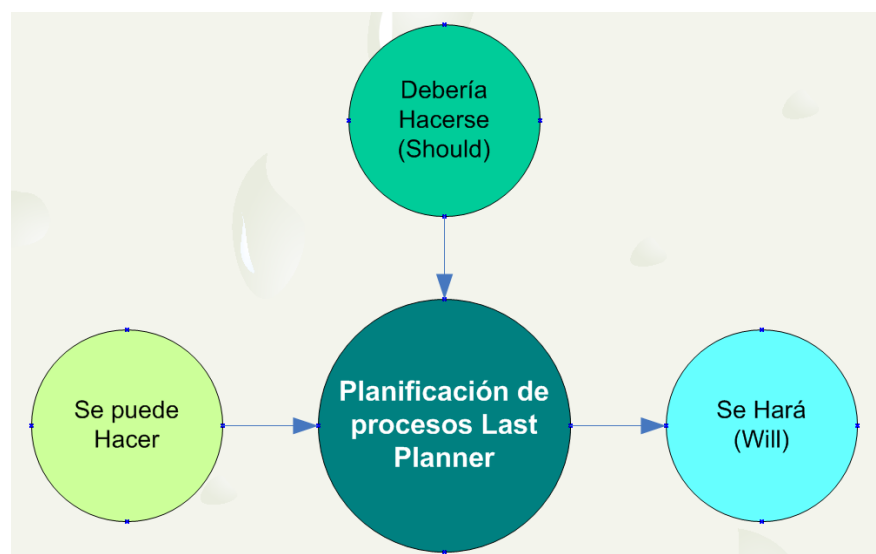 Debería
Hacerse
(Should)
Se puede
Hacer
Planificación de
procesos Last
Planner
Se Hará
(Will)